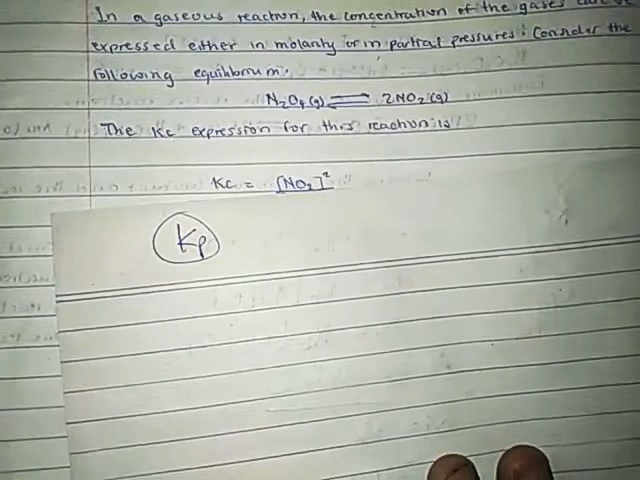 In a gaseous reaction, the concentration of the gases
expressed either in molarity or in partial pressures. Consider the
following equilibrium.
N₂O₄(g) ⇌ 2NO₂(g)
The Kc expression for this reaction is
Kc = [NO₂]²
Kp